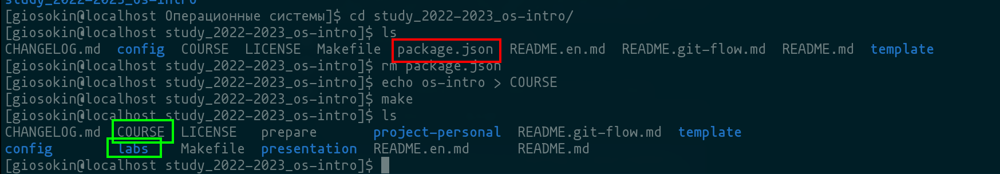 study_2022-2023_os-intro
[giosokin@localhost Операционные системы]$ cd study_2022-2023_os-intro/
[giosokin@localhost study_2022-2023_os-intro]$ ls
CHANGELOG.md config COURSE LICENSE Makefile package.json README.en.md README.git-flow.md README.md template
[giosokin@localhost study_2022-2023_os-intro]$ rm package.json
[giosokin@localhost study_2022-2023_os-intro]$ echo os-intro > COURSE
[giosokin@localhost study_2022-2023_os-intro]$ make
[giosokin@localhost study_2022-2023_os-intro]$ ls
CHANGELOG.md COURSE LICENSE prepare project-personal README.git-flow.md template
config labs Makefile presentation README.en.md README.md
[giosokin@localhost study_2022-2023_os-intro]$